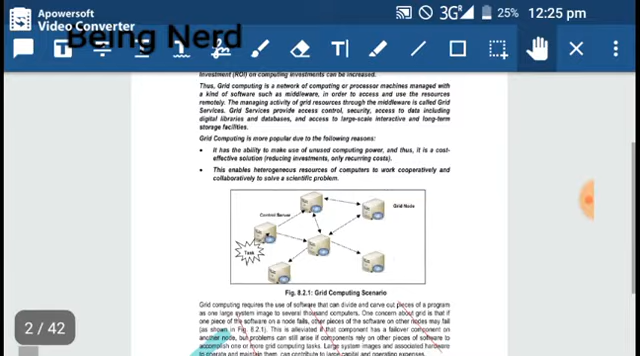 Apowersoft
Video Converter
Being Nerd
3G
25%
12:25 pm
T
T
Investment (ROI) on computing investments can be increased.
Thus, Grid computing is a network of computing or processor machines managed with
a kind of software such as middleware, in order to access and use the resources
remotely. The managing activity of grid resources through the middleware is called Grid
Services. Grid Services provide access control, security, access to data including
digital libraries and databases, and access to large-scale interactive and long-term
storage facilities.
Grid Computing is more popular due to the following reasons:
• It has the ability to make use of unused computing power, and thus, it is a cost-
effective solution (reducing investments, only recurring costs).
• This enables heterogeneous resources of computers to work cooperatively and
collaboratively to solve a scientific problem.
Grid Node
Control Server
Task
Fig. 8.2.1: Grid Computing Scenario
Grid computing requires the use of software that can divide and carve out pieces of a program
as one large system image to several thousand computers. One concern about grid is that if
one piece of the software on a node fails, other pieces of the software on other nodes may fail
(as shown in Fig. 8.2.1). This is alleviated if that component has a failover component on
another node, but problems can still arise if components rely on other pieces of software to
accomplish one or more grid computing tasks. Large system images and associated hardware
to operate and maintain them can contribute to large capital and operating expenses.
2 / 42